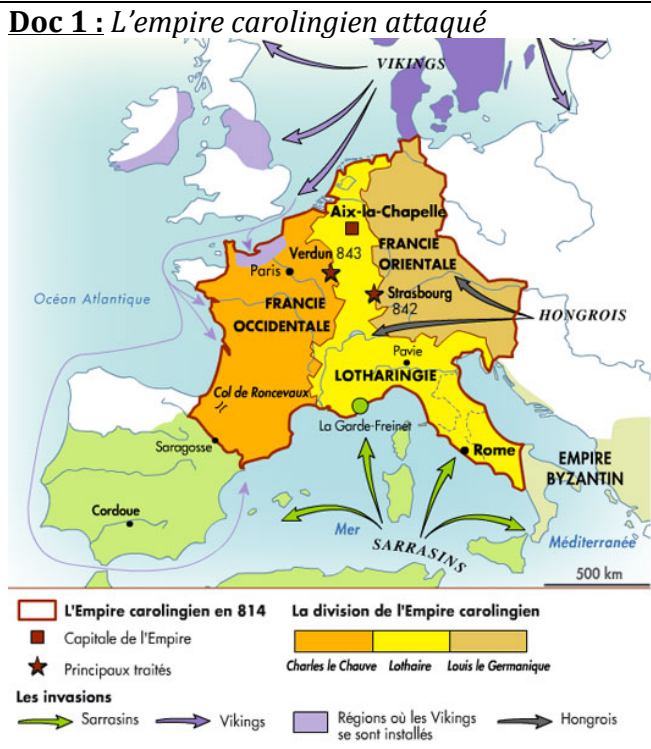 Doc 1 : L'empire carolingien attaqué
VIKINGS
Aix-la-Chapelle
Verdun 843
FRANCIE
ORIENTALE
Paris
Strasbourg
842
Océan Atlantique
FRANCIE
OCCIDENTALE
HONGROIS
Pavie
LOTHARINGIE
Col de Roncevaux
La Garde-Freinet
Saragosse
Rome
EMPIRE
BYZANTIN
Cordoue
Mer
SARRASINS
Méditerranée
500 km
L'Empire carolingien en 814
Capitale de l'Empire
Principaux traités
La division de l'Empire carolingien
Charles le Chauve
Lothaire
Louis le Germanique
Les invasions
Sarrasins
Vikings
Régions où les Vikings
se sont installés
Hongrois